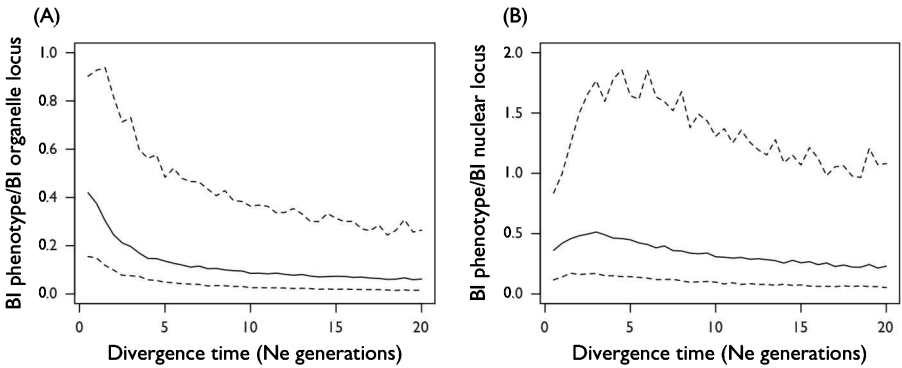 (A)
BI phenotype/BI organelle locus
1.0
0.8
0.6
0.4
0.2
0.0
0 5 10 15 20
Divergence time (Ne generations)
(B)
BI phenotype/BI nuclear locus
2.0
1.5
1.0
0.5
0.0
0 5 10 15 20
Divergence time (Ne generations)